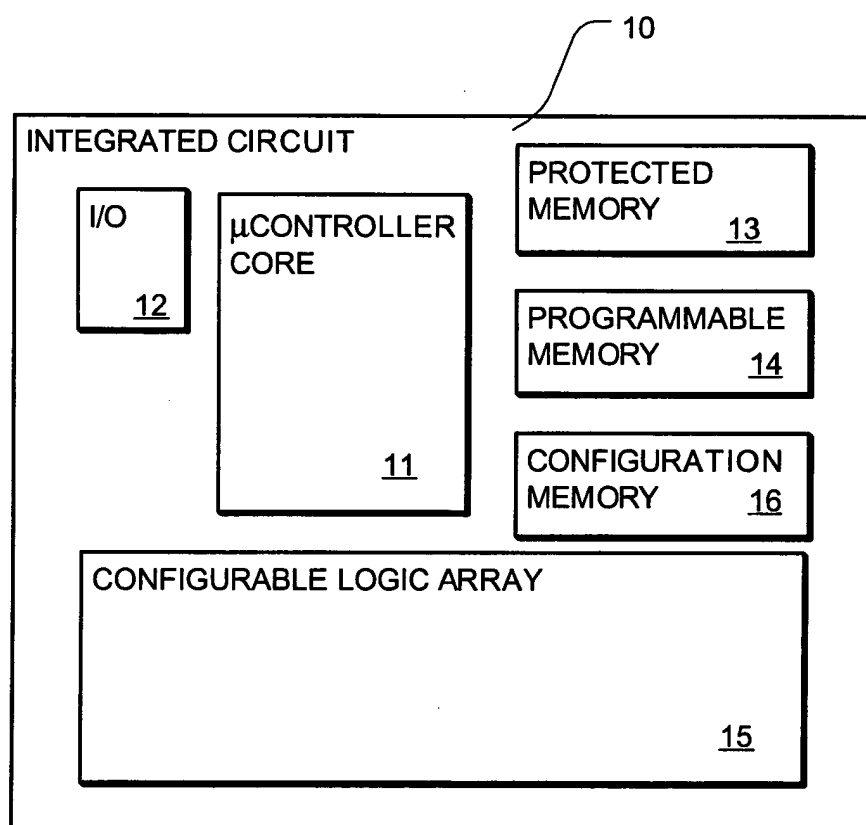 10
INTEGRATED CIRCUIT
I/O
12
μCONTROLLER
CORE
11
PROTECTED
MEMORY
13
PROGRAMMABLE
MEMORY
14
CONFIGURATION
MEMORY
16
CONFIGURABLE LOGIC ARRAY
15